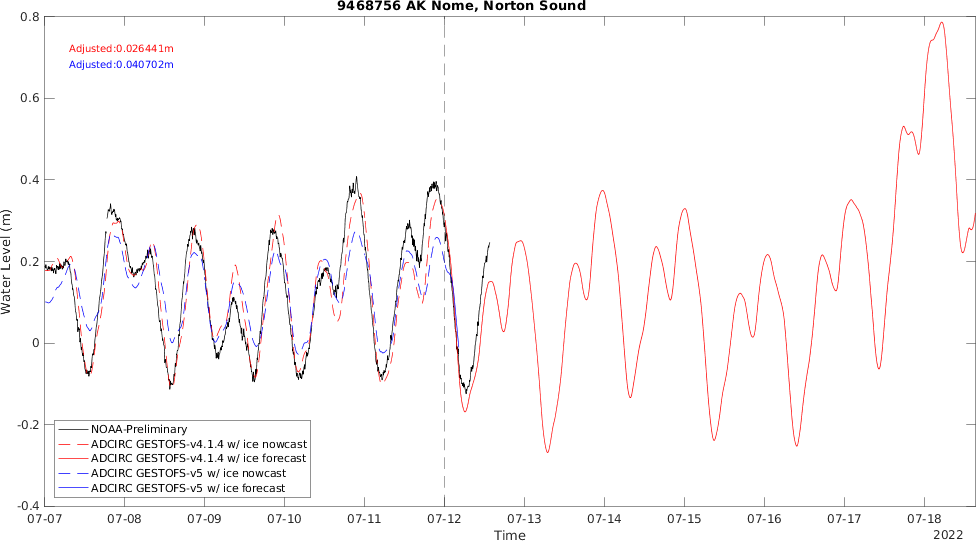 9468756 AK Nome, Norton Sound
Adjusted:0.026441m
Adjusted:0.040702m
0.8
0.6
0.4
0.2
0
-0.2
-0.4
Water Level (m)
NOAA-Preliminary
ADCIRC GESTOFS-v4.1.4 w/ ice nowcast
ADCIRC GESTOFS-v4.1.4 w/ ice forecast
ADCIRC GESTOFS-v5 w/ ice nowcast
ADCIRC GESTOFS-v5 w/ ice forecast
07-07 07-08 07-09 07-10 07-11 07-12 07-13 07-14 07-15 07-16 07-17 07-18
Time
2022